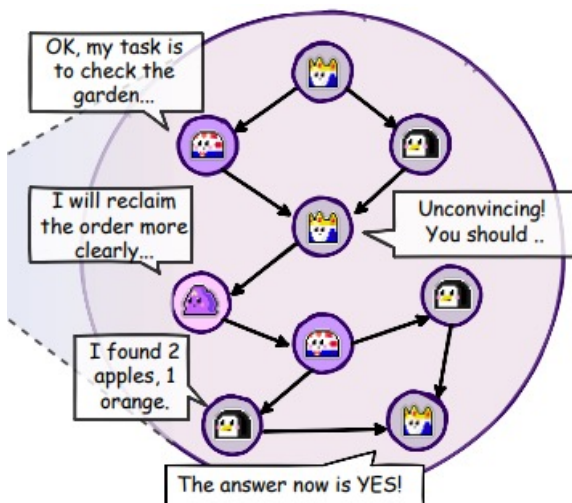 OK, my task is
to check the
garden...
I will reclaim
the order more
clearly...
Unconvincing!
You should ..
I found 2
apples, 1
orange.
The answer now is YES!